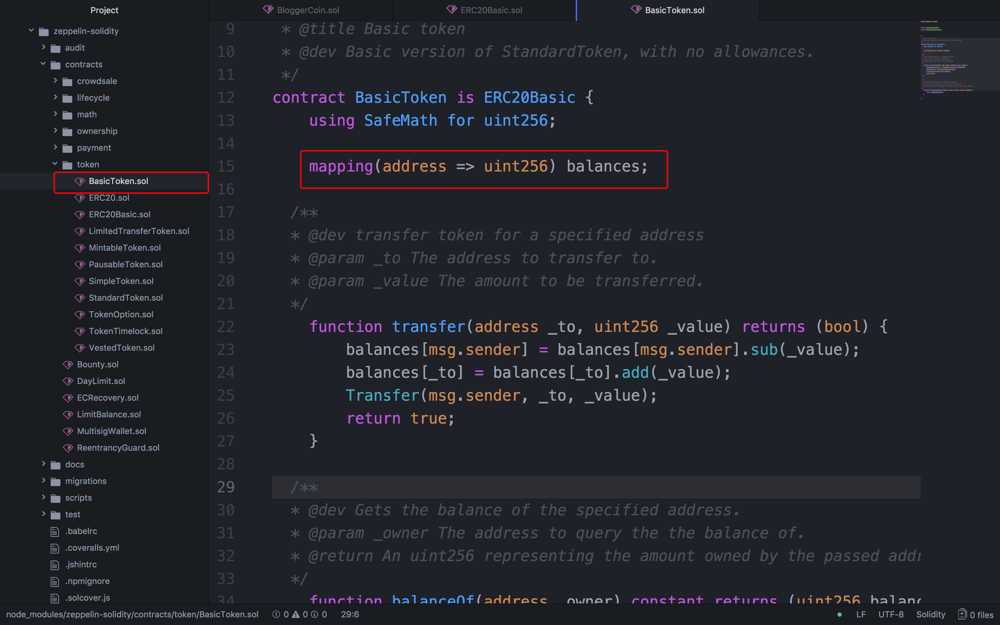 Project
zeppelin-solidity
audit
contracts
crowdsale
lifecycle
math
ownership
payment
token
BasicToken.sol
ERC20.sol
ERC20Basic.sol
LimitedTransferToken.sol
MintableToken.sol
PausableToken.sol
SimpleToken.sol
StandardToken.sol
TokenOption.sol
TokenTimelock.sol
VestedToken.sol
Bounty.sol
DayLimit.sol
ECRecovery.sol
LimitBalance.sol
MultisigWallet.sol
ReentrancyGuard.sol
docs
migrations
scripts
test
.babelrc
.coveralls.yml
.jshintrc
.npmignore
.solcover.js
BloggerCoin.sol ERC20Basic.sol BasicToken.sol
9 * @title Basic token
10 * @dev Basic version of StandardToken, with no allowances.
11 */
12 contract BasicToken is ERC20Basic {
13 using SafeMath for uint256;
14
15 mapping(address => uint256) balances;
16
17 /**
18 * @dev transfer token for a specified address
19 * @param _to The address to transfer to.
20 * @param _value The amount to be transferred.
21 */
22 function transfer(address _to, uint256 _value) returns (bool) {
23 balances[msg.sender] = balances[msg.sender].sub(_value);
24 balances[_to] = balances[_to].add(_value);
25 Transfer(msg.sender, _to, _value);
26 return true;
27 }
28
29 /**
30 * @dev Gets the balance of the specified address.
31 * @param _owner The address to query the the balance of.
32 * @return An uint256 representing the amount owned by the passed addr
33 */
34 function balanceOf(address _owner) constant returns (uint256 balanc
node_modules/zeppelin-solidity/contracts/token/BasicToken.sol 0 0 0 29:6 LF UTF-8 Solidity 0 files